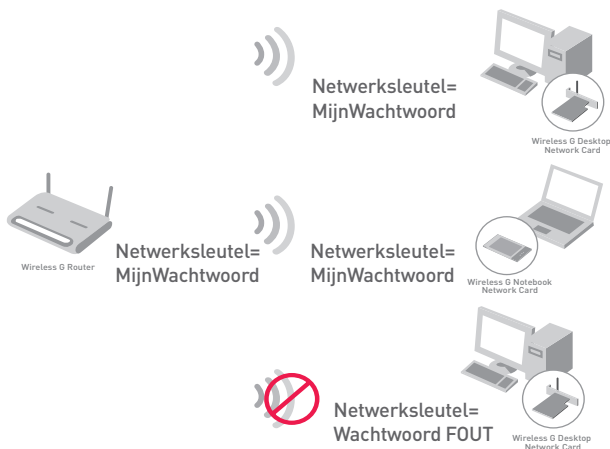 Netwerksleutel=
MijnWachtwoord
Wireless G Desktop
Network Card
Wireless G Router
Netwerksleutel=
MijnWachtwoord
Netwerksleutel=
MijnWachtwoord
Wireless G Notebook
Network Card
Netwerksleutel=
Wachtwoord FOUT
Wireless G Desktop
Network Card